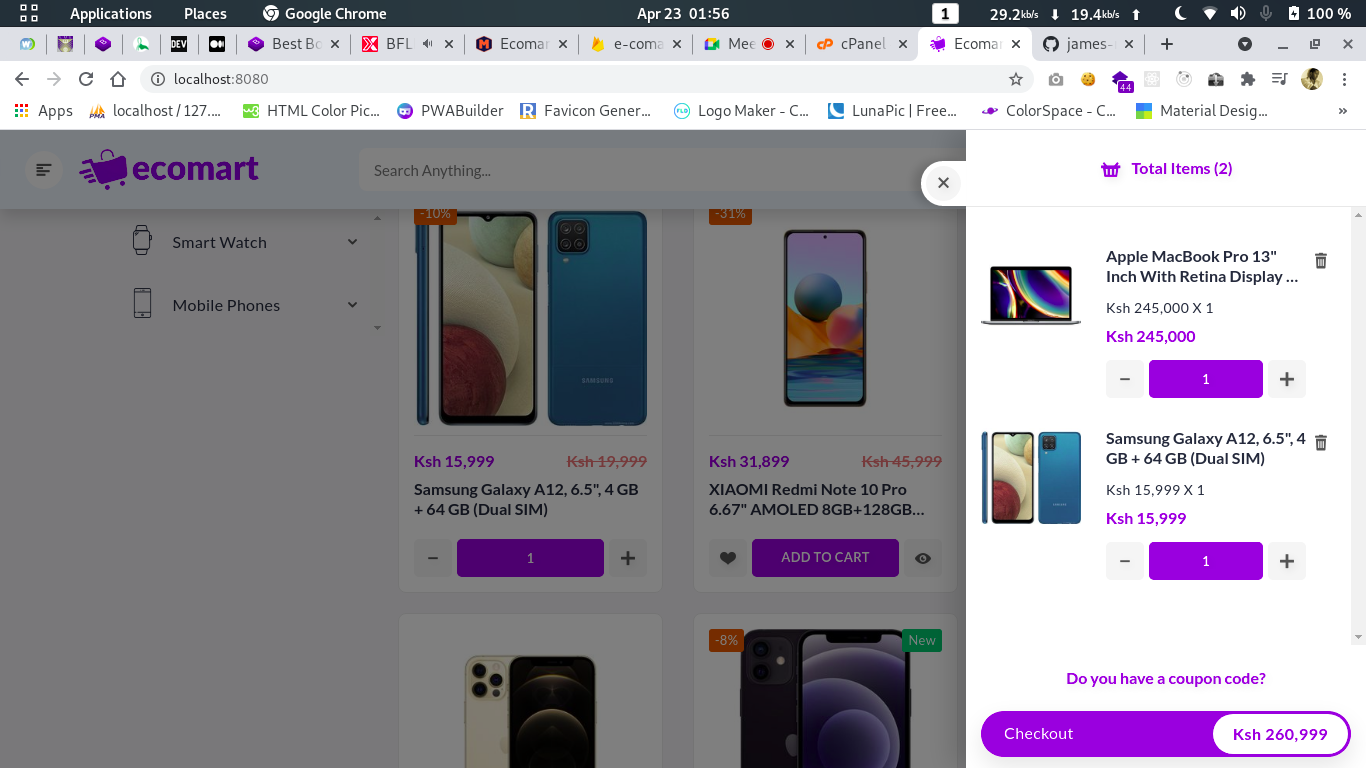 Applications Places Google Chrome Apr 23 01:56 1 29.2kb/s 19.4kb/s 100 %
DEV Best Bo BFL Ecomar e-coma Mee cPanel Ecomar james-
localhost:8080 44
Apps localhost / 127.... HTML Color Pic... PWABuilder Favicon Gener... Logo Maker - C... LunaPic | Free... ColorSpace - C... Material Desig... »
ecomart
Search Anything...
Smart Watch
Mobile Phones
-10%
SAMSUNG
Ksh 15,999 Ksh 19,999
Samsung Galaxy A12, 6.5", 4 GB
+ 64 GB (Dual SIM)
- 1 +
-31%
Ksh 31,899 Ksh 45,999
XIAOMI Redmi Note 10 Pro
6.67" AMOLED 8GB+128GB...
ADD TO CART
-8% New
Total Items (2)
Apple MacBook Pro 13"
Inch With Retina Display ...
Ksh 245,000 X 1
Ksh 245,000
- 1 +
Samsung Galaxy A12, 6.5", 4
GB + 64 GB (Dual SIM)
Ksh 15,999 X 1
Ksh 15,999
- 1 +
Do you have a coupon code?
Checkout Ksh 260,999